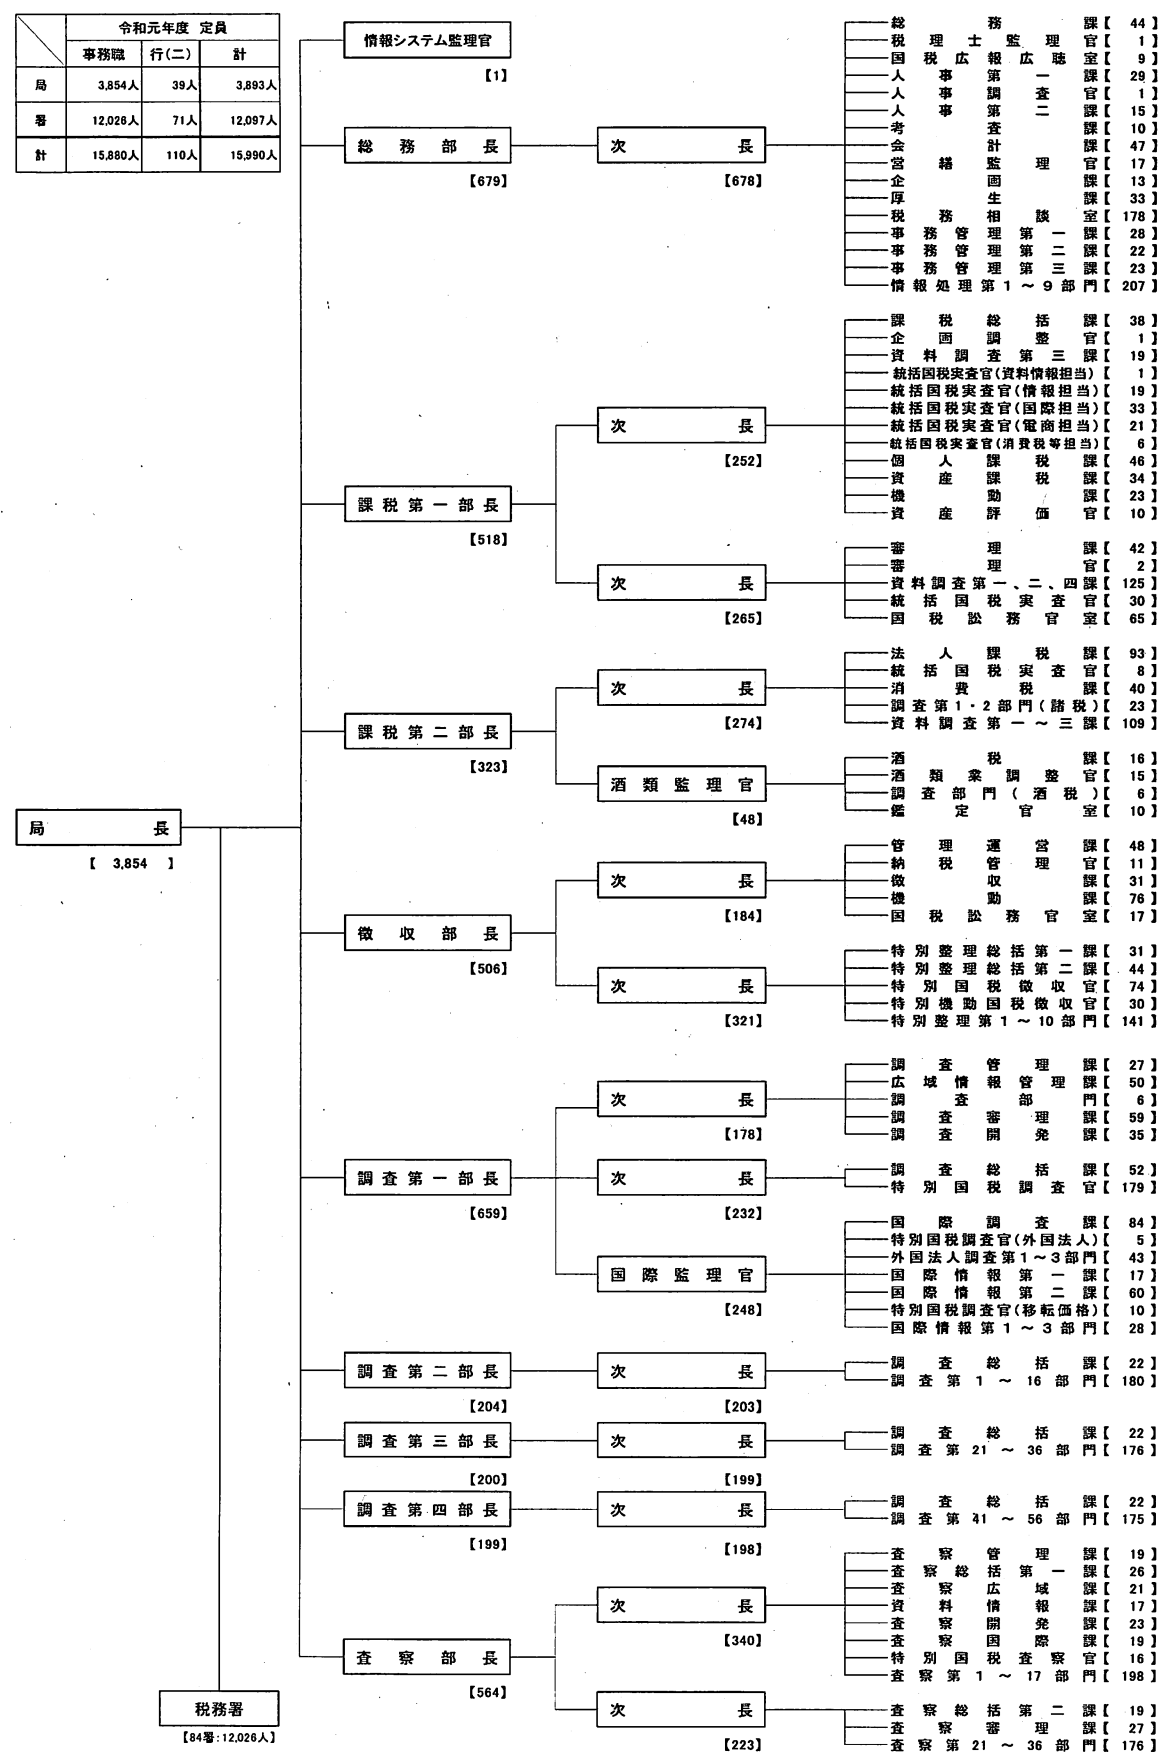 令和元年度 定員
事務職 行(二) 計
局 3,854人 39人 3,893人
署 12,026人 71人 12,097人
計 15,880人 110人 15,990人
局長
【 3,854 】
税務署
【84署:12,026人】
情報システム監理官
【1】
総務部長
【679】
次長
【678】
総務課【 44 】
税理士監理官【 1 】
国税広報広聴室【 9 】
人事第一課【 29 】
人事調査官【 1 】
人事第二課【 15 】
考査課【 10 】
会計課【 47 】
営繕監理官【 17 】
企画課【 13 】
厚生課【 33 】
税務相談室【 178 】
事務管理第一課【 28 】
事務管理第二課【 22 】
事務管理第三課【 23 】
情報処理第1~9部門【 207 】
課税第一部長
【518】
次長
【252】
課税総括課【 38 】
企画調整官【 1 】
資料調査第三課【 19 】
統括国税実査官(資料情報担当)【 1 】
統括国税実査官(情報担当)【 19 】
統括国税実査官(国際担当)【 33 】
統括国税実査官(電商担当)【 21 】
統括国税実査官(消費税等担当)【 6 】
個人課税課【 46 】
資産課税課【 34 】
機動課【 23 】
資産評価官【 10 】
次長
【265】
審理課【 42 】
審理官【 2 】
資料調査第一、二、四課【 125 】
統括国税実査官【 30 】
国税訟務官室【 65 】
課税第二部長
【323】
次長
【274】
法人課税課【 93 】
統括国税実査官【 8 】
消費税課【 40 】
調査第1・2部門(諸税)【 23 】
資料調査第一~三課【 109 】
酒類監理官
【48】
酒税課【 16 】
酒類業調整官【 15 】
調査部門(酒税)【 6 】
鑑定官室【 10 】
徴収部長
【506】
次長
【184】
管理運営課【 48 】
納税管理官【 11 】
徴収課【 31 】
機動課【 76 】
国税訟務官室【 17 】
次長
【321】
特別整理総括第一課【 31 】
特別整理総括第二課【 44 】
特別国税徴収官【 74 】
特別機動国税徴収官【 30 】
特別整理第1~10部門【 141 】
調査第一部長
【659】
次長
【178】
調査管理課【 27 】
広域情報管理課【 50 】
調査部門【 6 】
調査審理課【 59 】
調査開発課【 35 】
次長
【232】
調査総括課【 52 】
特別国税調査官【 179 】
国際監理官
【248】
国際調査課【 84 】
特別国税調査官(外国法人)【 5 】
外国法人調査第1~3部門【 43 】
国際情報第一課【 17 】
国際情報第二課【 60 】
特別国税調査官(移転価格)【 10 】
国際情報第1~3部門【 28 】
調査第二部長
【204】
次長
【203】
調査総括課【 22 】
調査第1~16部門【 180 】
調査第三部長
【200】
次長
【199】
調査総括課【 22 】
調査第21~36部門【 176 】
調査第四部長
【199】
次長
【198】
調査総括課【 22 】
調査第41~56部門【 175 】
査察部長
【564】
次長
【340】
査察管理課【 19 】
査察総括第一課【 26 】
査察広域課【 21 】
資料情報課【 17 】
査察開発課【 23 】
査察国際課【 19 】
特別国税査察官【 16 】
査察第1~17部門【 198 】
次長
【223】
査察総括第二課【 19 】
査察審理課【 27 】
査察第21~36部門【 176 】